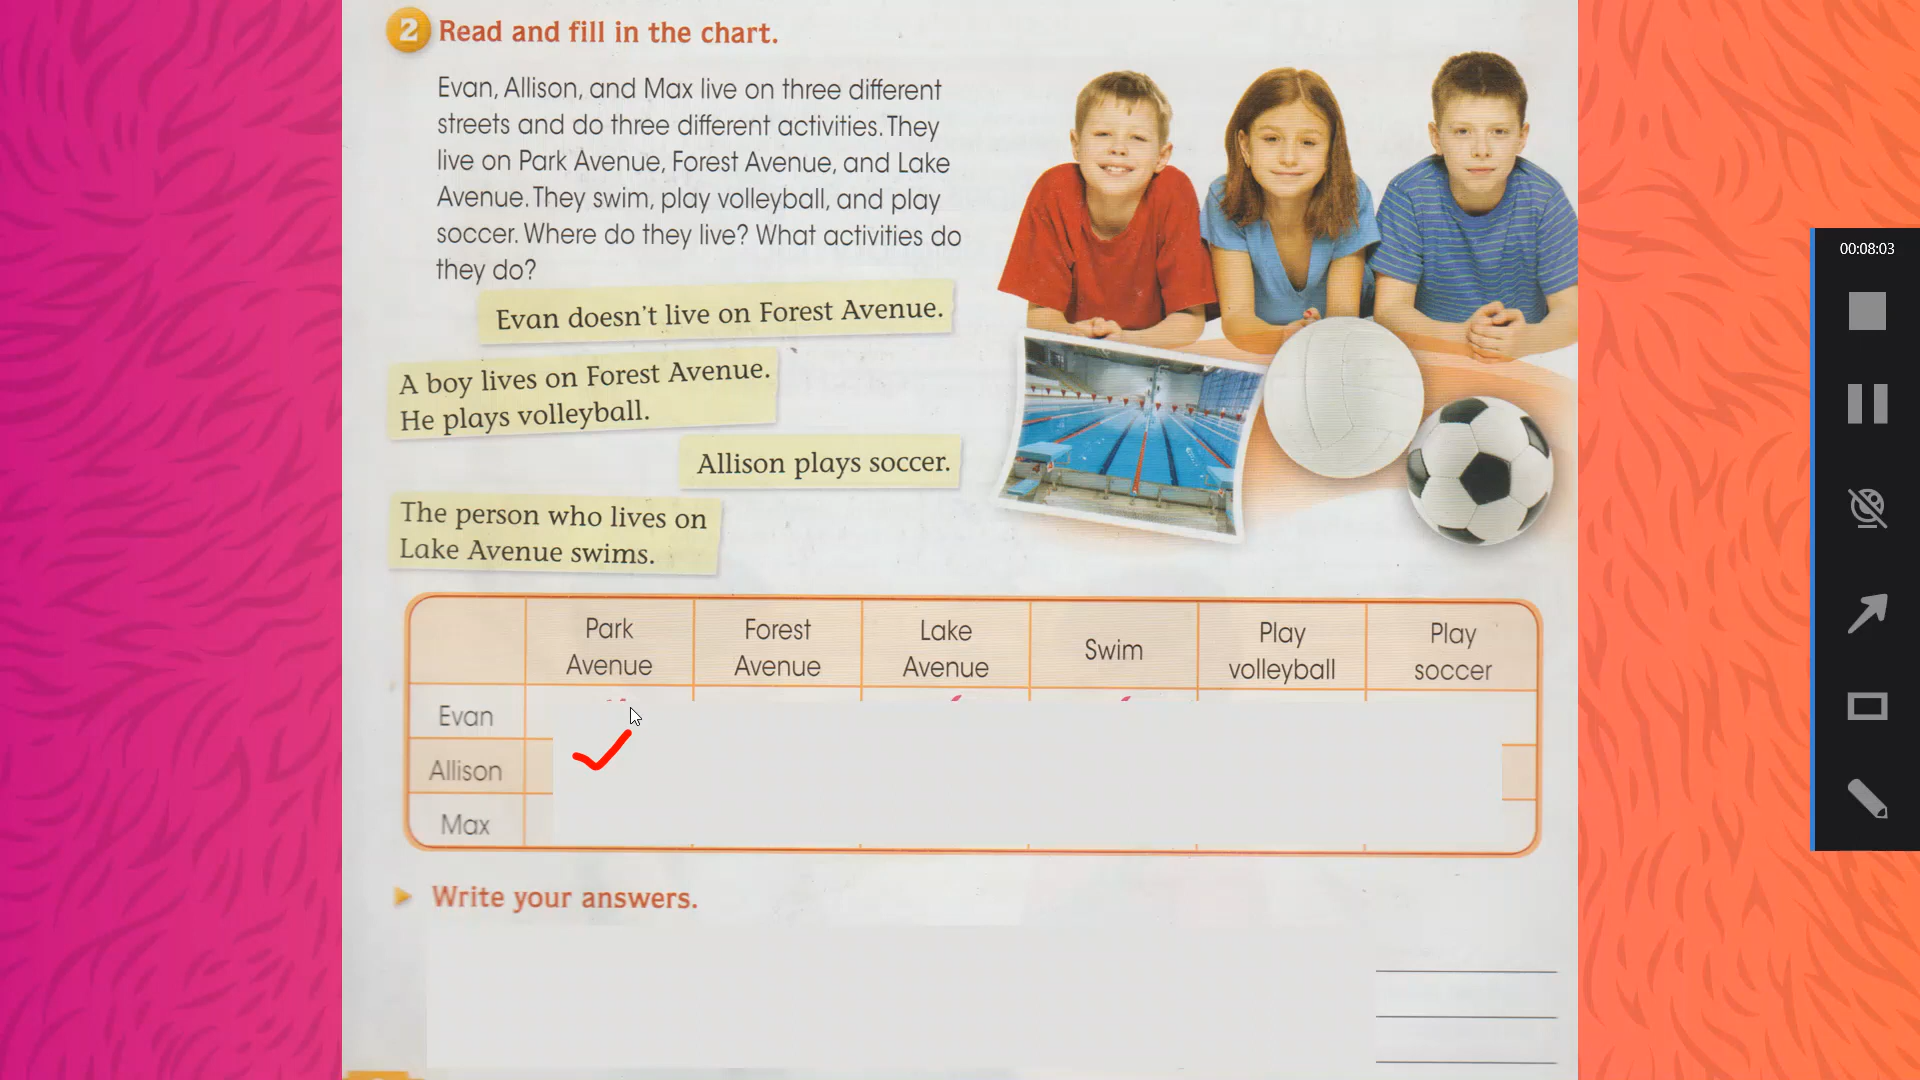 2 Read and fill in the chart.
Evan, Allison, and Max live on three different
streets and do three different activities. They
live on Park Avenue, Forest Avenue, and Lake
Avenue. They swim, play volleyball, and play
soccer. Where do they live? What activities do
they do?
Evan doesn't live on Forest Avenue.
A boy lives on Forest Avenue.
He plays volleyball.
Allison plays soccer.
The person who lives on
Lake Avenue swims.
Park Avenue
Forest Avenue
Lake Avenue
Swim
Play volleyball
Play soccer
Evan
Allison
Max
Write your answers.
00:08:03